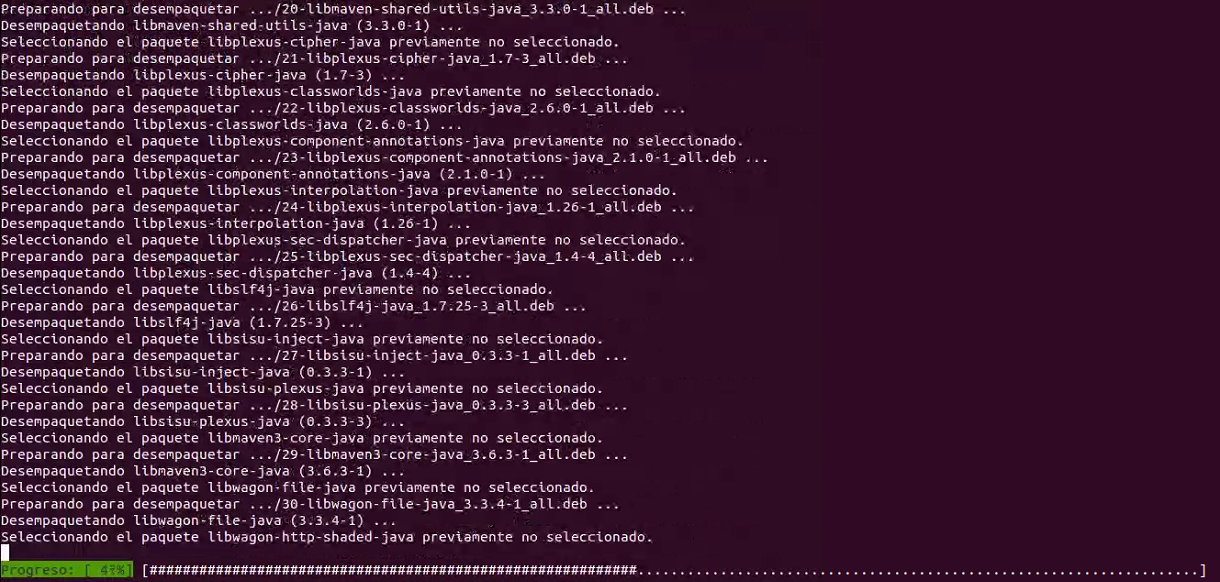 Preparando para desempaquetar .../20-libmaven-shared-utils-java_3.3.0-1_all.deb ...
Desempaquetando libmaven-shared-utils-java (3.3.0-1) ...
Seleccionando el paquete libplexus-cipher-java previamente no seleccionado.
Preparando para desempaquetar .../21-libplexus-cipher-java_1.7-3_all.deb ...
Desempaquetando libplexus-cipher-java (1.7-3) ...
Seleccionando el paquete libplexus-classworlds-java previamente no seleccionado.
Preparando para desempaquetar .../22-libplexus-classworlds-java_2.6.0-1_all.deb ...
Desempaquetando libplexus-classworlds-java (2.6.0-1) ...
Seleccionando el paquete libplexus-component-annotations-java previamente no seleccionado.
Preparando para desempaquetar .../23-libplexus-component-annotations-java_2.1.0-1_all.deb ...
Desempaquetando libplexus-component-annotations-java (2.1.0-1) ...
Seleccionando el paquete libplexus-interpolation-java previamente no seleccionado.
Preparando para desempaquetar .../24-libplexus-interpolation-java_1.26-1_all.deb ...
Desempaquetando libplexus-interpolation-java (1.26-1) ...
Seleccionando el paquete libplexus-sec-dispatcher-java previamente no seleccionado.
Preparando para desempaquetar .../25-libplexus-sec-dispatcher-java_1.4-4_all.deb ...
Desempaquetando libplexus-sec-dispatcher-java (1.4-4) ...
Seleccionando el paquete libslf4j-java previamente no seleccionado.
Preparando para desempaquetar .../26-libslf4j-java_1.7.25-3_all.deb ...
Desempaquetando libslf4j-java (1.7.25-3) ...
Seleccionando el paquete libsisu-inject-java previamente no seleccionado.
Preparando para desempaquetar .../27-libsisu-inject-java_0.3.3-1_all.deb ...
Desempaquetando libsisu-inject-java (0.3.3-1) ...
Seleccionando el paquete libsisu-plexus-java previamente no seleccionado.
Preparando para desempaquetar .../28-libsisu-plexus-java_0.3.3-3_all.deb ...
Desempaquetando libsisu-plexus-java (0.3.3-3) ...
Seleccionando el paquete libmaven3-core-java previamente no seleccionado.
Preparando para desempaquetar .../29-libmaven3-core-java_3.6.3-1_all.deb ...
Desempaquetando libmaven3-core-java (3.6.3-1) ...
Seleccionando el paquete libwagon-file-java previamente no seleccionado.
Preparando para desempaquetar .../30-libwagon-file-java_3.3.4-1_all.deb ...
Desempaquetando libwagon-file-java (3.3.4-1) ...
Seleccionando el paquete libwagon-http-shaded-java previamente no seleccionado.
Progreso: [